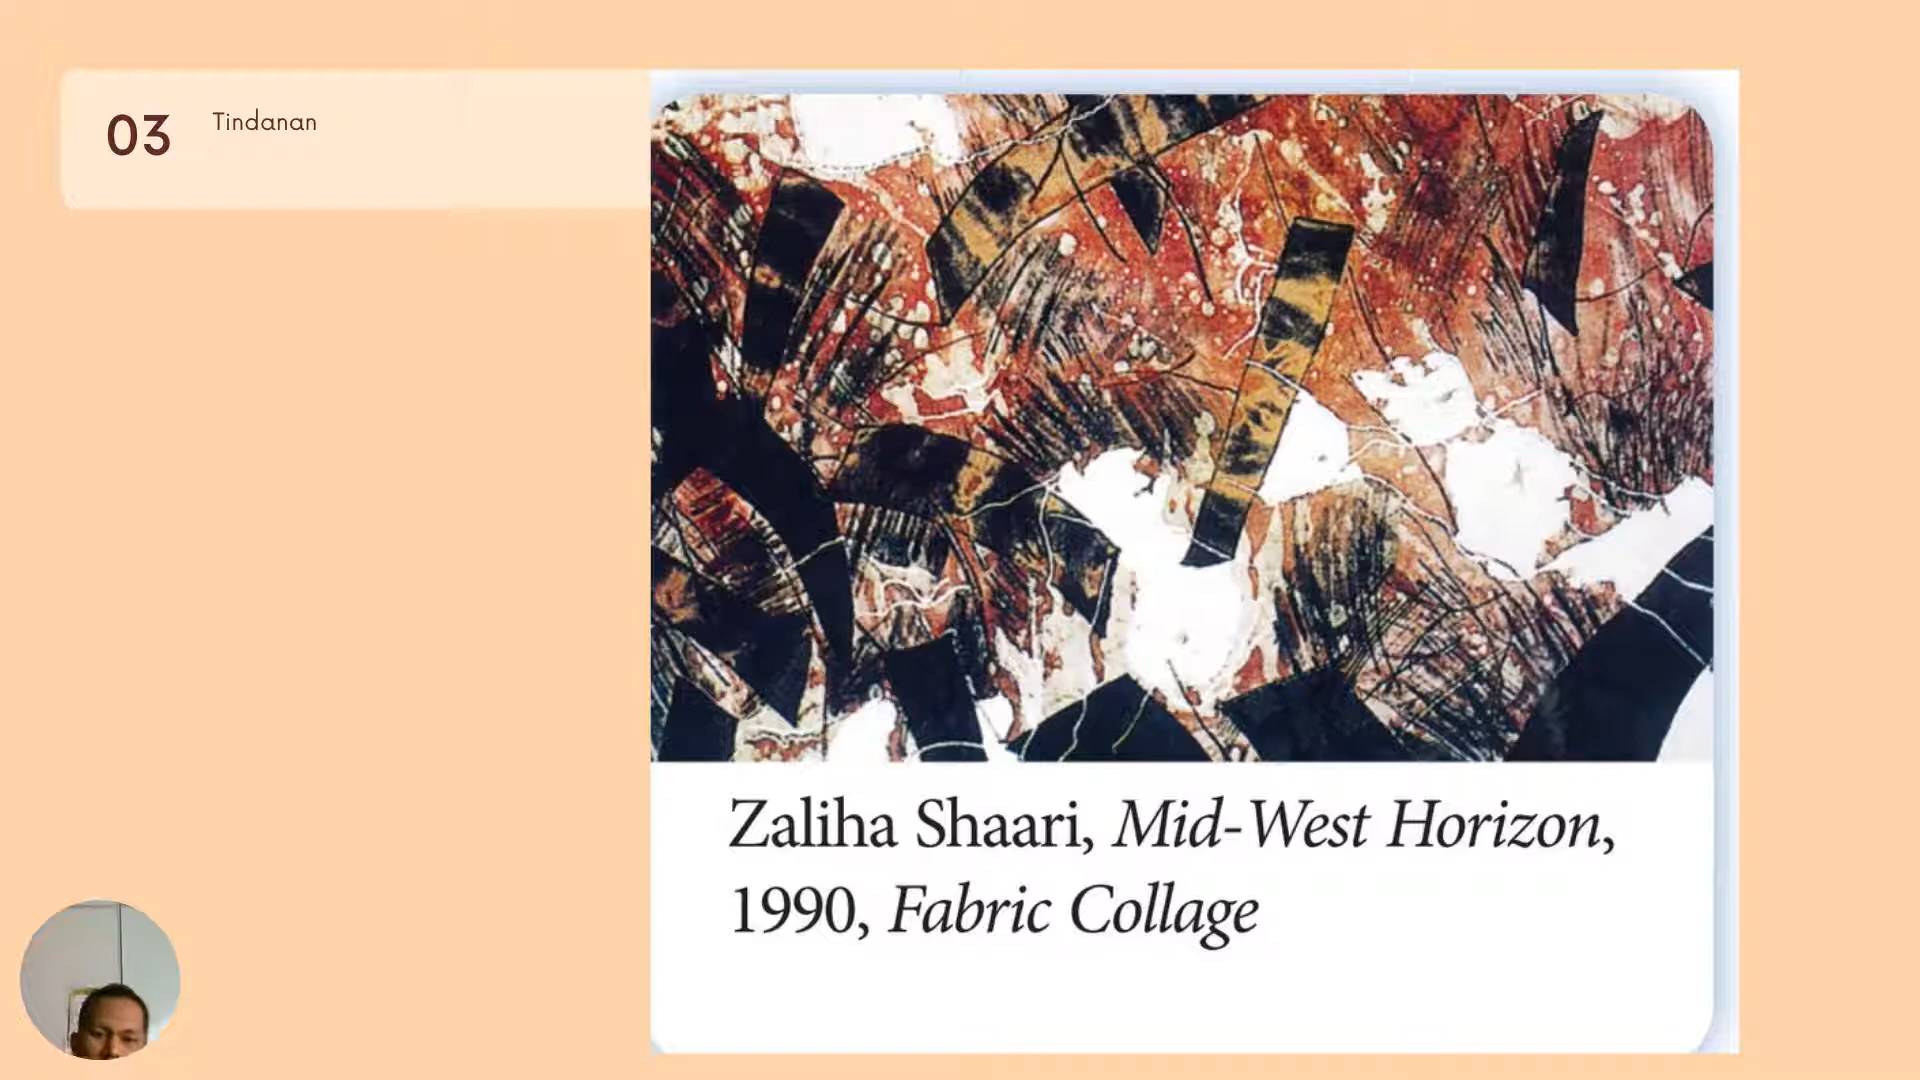 03
Tindanan
Zaliha Shaari, Mid-West Horizon,
1990, Fabric Collage